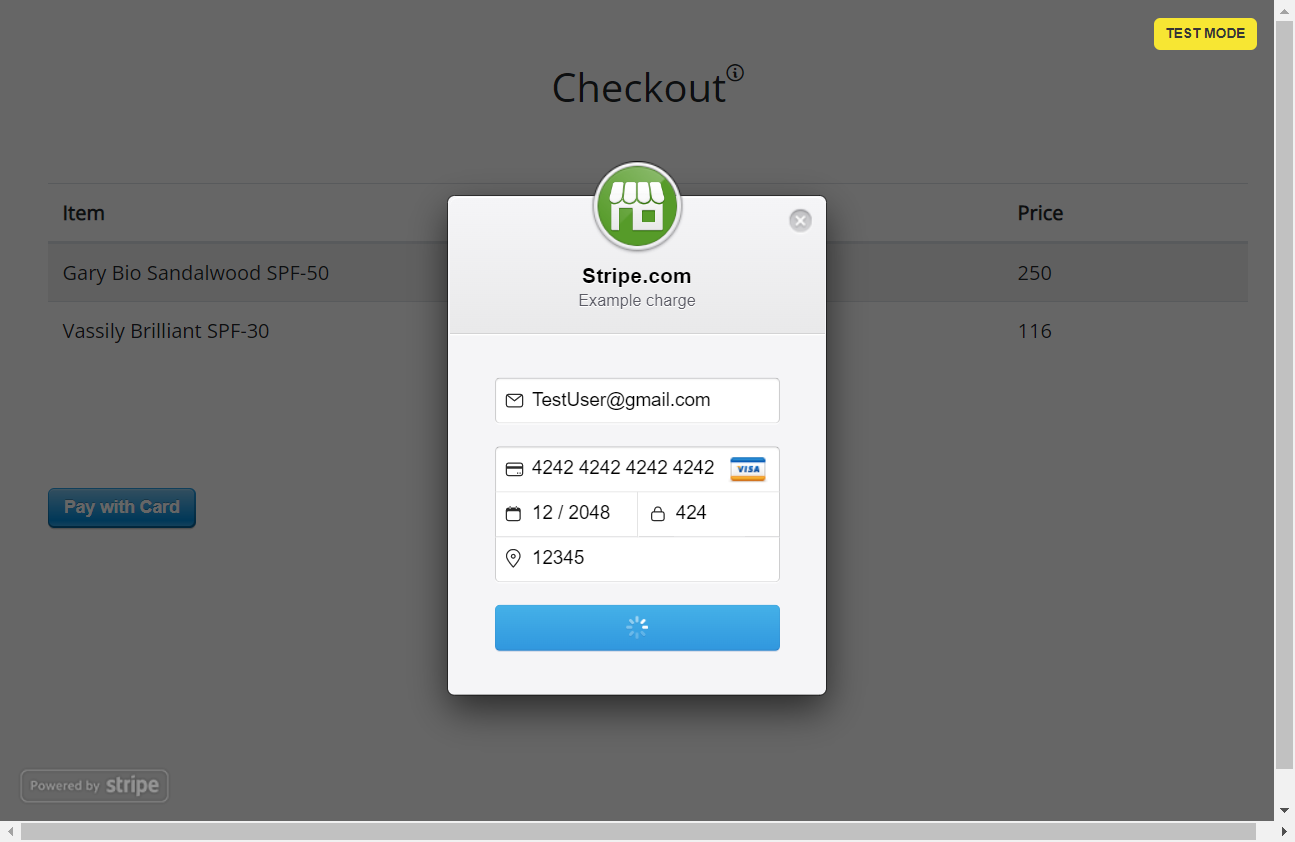 TEST MODE
Checkout
Item Price
Gary Bio Sandalwood SPF-50 250
Vassily Brilliant SPF-30 116
Pay with Card
Stripe.com
Example charge
TestUser@gmail.com
4242 4242 4242 4242 VISA
12 / 2048 424
12345
Powered by stripe